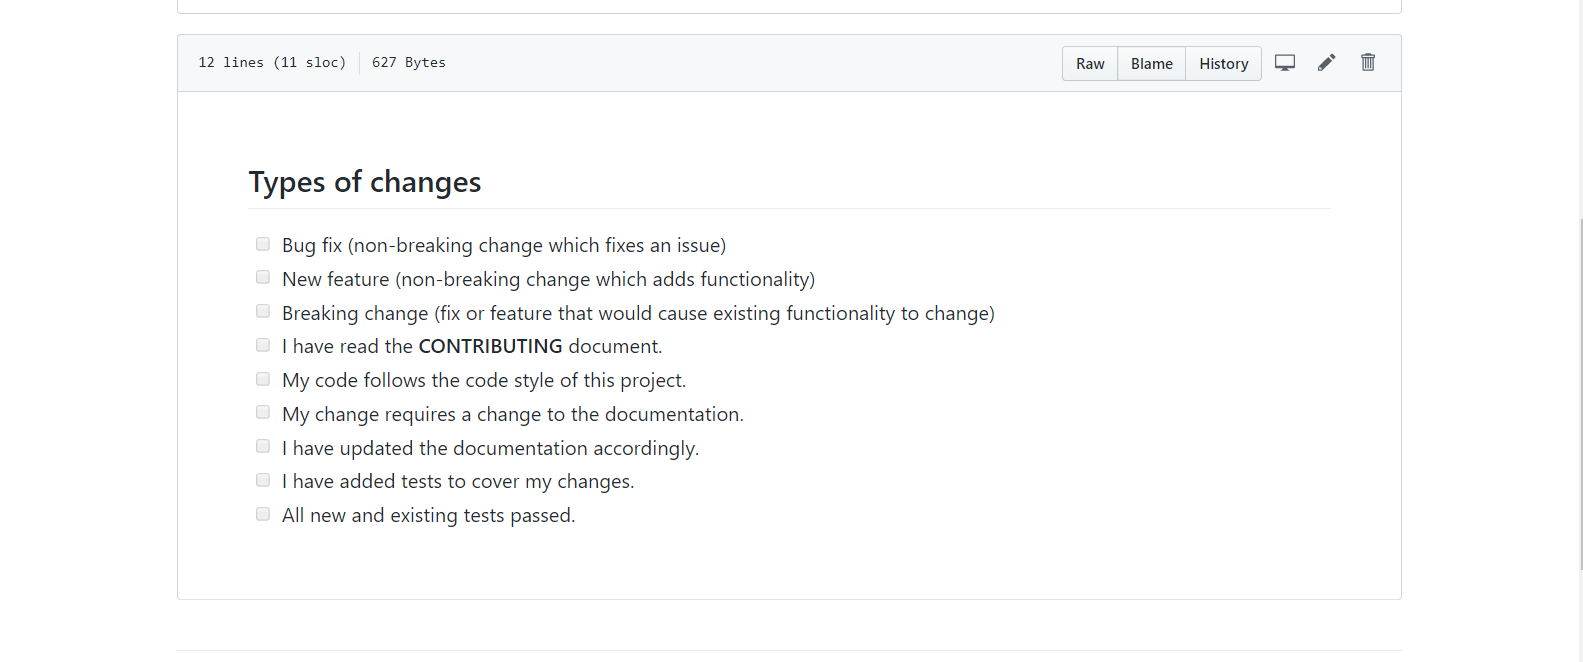 12 lines (11 sloc) 627 Bytes Raw Blame History
Types of changes
Bug fix (non-breaking change which fixes an issue)
New feature (non-breaking change which adds functionality)
Breaking change (fix or feature that would cause existing functionality to change)
I have read the CONTRIBUTING document.
My code follows the code style of this project.
My change requires a change to the documentation.
I have updated the documentation accordingly.
I have added tests to cover my changes.
All new and existing tests passed.